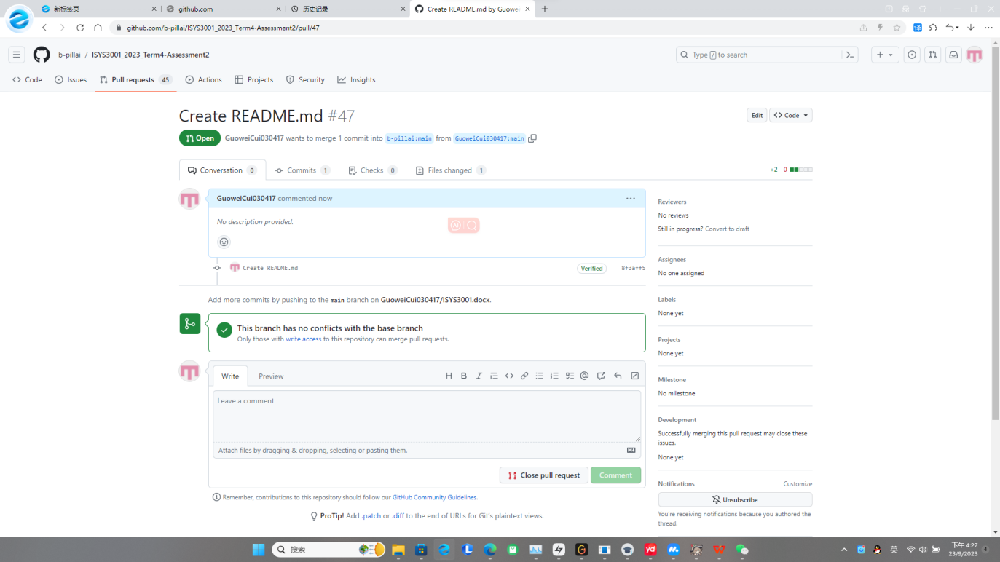 新标签页
github.com
历史记录
Create README.md by Guowei
github.com/b-pillai/ISYS3001_2023_Term4-Assessment2/pull/47
译
b-pillai / ISYS3001_2023_Term4-Assessment2
Type / to search
Code
Issues
Pull requests 45
Actions
Projects
Security
Insights
Create README.md #47
Edit
Code
Open
GuoweiCui030417 wants to merge 1 commit into b-pillai:main from GuoweiCui030417:main
Conversation 0
Commits 1
Checks 0
Files changed 1
+2 −0
GuoweiCui030417 commented now
No description provided.
AI
Create README.md
Verified
8f3aff5
Add more commits by pushing to the main branch on GuoweiCui030417/ISYS3001.docx.
This branch has no conflicts with the base branch
Only those with write access to this repository can merge pull requests.
Write
Preview
Leave a comment
Attach files by dragging & dropping, selecting or pasting them.
Close pull request
Comment
Remember, contributions to this repository should follow our GitHub Community Guidelines.
ProTip! Add .patch or .diff to the end of URLs for Git's plaintext views.
Reviewers
No reviews
Still in progress? Convert to draft
Assignees
No one assigned
Labels
None yet
Projects
None yet
Milestone
No milestone
Development
Successfully merging this pull request may close these
issues.
None yet
Notifications
Customize
Unsubscribe
You're receiving notifications because you authored the
thread.
搜索
yd
英
下午 4:27
23/9/2023